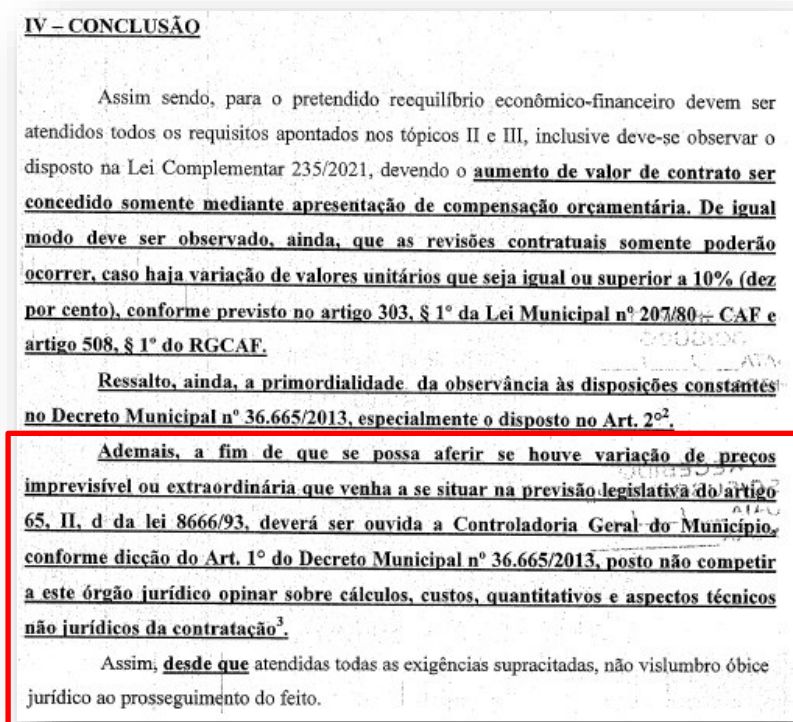 IV – CONCLUSÃO
Assim sendo, para o pretendido reequilíbrio econômico-financeiro devem ser
atendidos todos os requisitos apontados nos tópicos II e III, inclusive deve-se observar o
disposto na Lei Complementar 235/2021, devendo o aumento de valor de contrato ser
concedido somente mediante apresentação de compensação orçamentária. De igual
modo deve ser observado, ainda, que as revisões contratuais somente poderão
ocorrer, caso haja variação de valores unitários que seja igual ou superior a 10% (dez
por cento), conforme previsto no artigo 303, § 1º da Lei Municipal nº 207/80 – CAF e
artigo 508, § 1º do RGCAF.
Ressalto, ainda, a primordialidade da observância às disposições constantes
no Decreto Municipal nº 36.665/2013, especialmente o disposto no Art. 2º².
Ademais, a fim de que se possa aferir se houve variação de preços
imprevisível ou extraordinária que venha a se situar na previsão legislativa do artigo
65, II, d da lei 8666/93, deverá ser ouvida a Controladoria Geral do Município,
conforme dicção do Art. 1º do Decreto Municipal nº 36.665/2013, posto não competir
a este órgão jurídico opinar sobre cálculos, custos, quantitativos e aspectos técnicos
não jurídicos da contratação³.
Assim, desde que atendidas todas as exigências supracitadas, não vislumbro óbice
jurídico ao prosseguimento do feito.